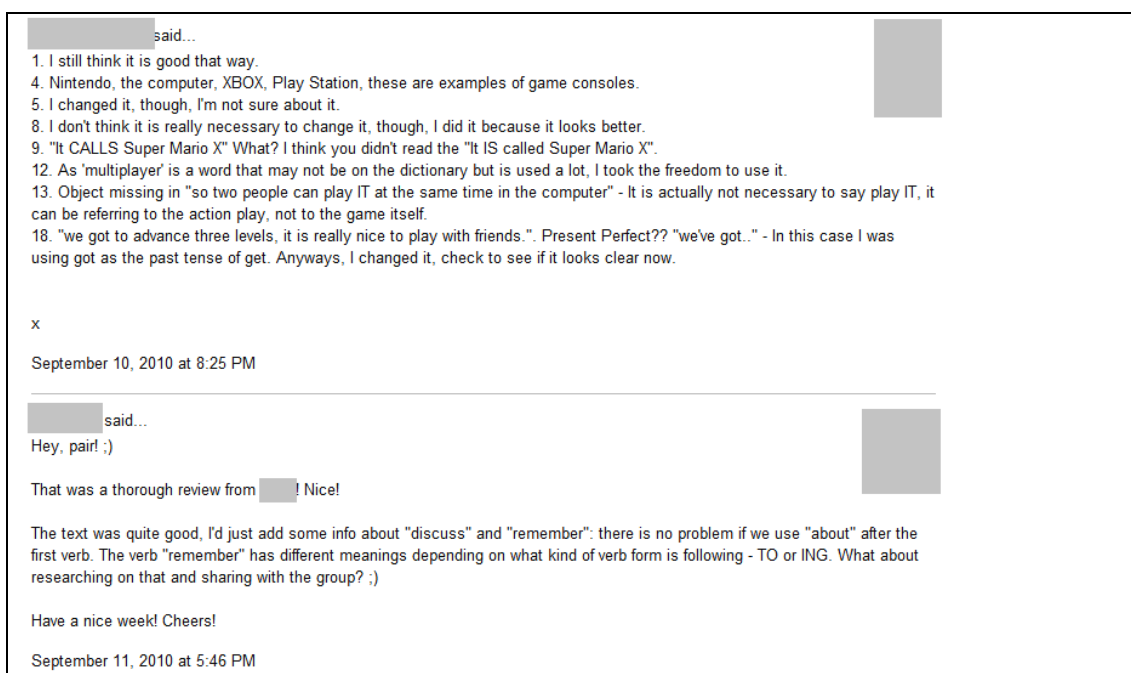 said...
1. I still think it is good that way.
4. Nintendo, the computer, XBOX, Play Station, these are examples of game consoles.
5. I changed it, though, I'm not sure about it.
8. I don't think it is really necessary to change it, though, I did it because it looks better.
9. "It CALLS Super Mario X" What? I think you didn't read the "It IS called Super Mario X".
12. As 'multiplayer' is a word that may not be on the dictionary but is used a lot, I took the freedom to use it.
13. Object missing in "so two people can play IT at the same time in the computer" - It is actually not necessary to say play IT, it
can be referring to the action play, not to the game itself.
18. "we got to advance three levels, it is really nice to play with friends.". Present Perfect?? "we've got.." - In this case I was
using got as the past tense of get. Anyways, I changed it, check to see if it looks clear now.
x
September 10, 2010 at 8:25 PM
said...
Hey, pair! ;)
That was a thorough review from ! Nice!
The text was quite good, I'd just add some info about "discuss" and "remember": there is no problem if we use "about" after the
first verb. The verb "remember" has different meanings depending on what kind of verb form is following - TO or ING. What about
researching on that and sharing with the group? ;)
Have a nice week! Cheers!
September 11, 2010 at 5:46 PM